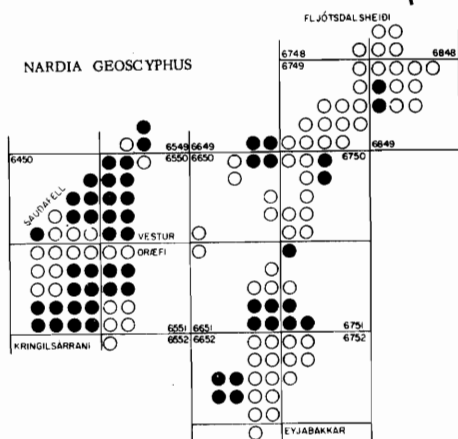 FLJÓTSDALSHEIDI
6748 6848
6749
NARDIA GEOSCYPHUS
6549 6649 6849
6450 6550 6650 6750
SAUDAFELL
VESTUR
ORÆFI
6551 6651 6751
KRINGILSÁRRANI 6552 6652 6752
EYJABAKKAR